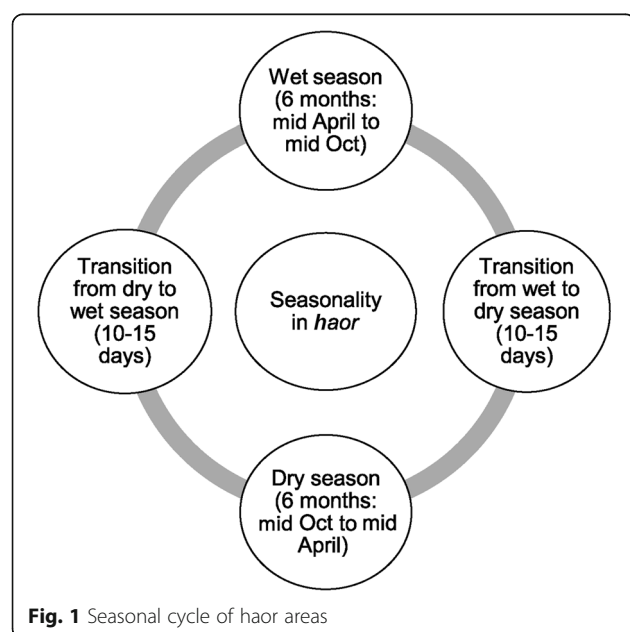 Wet season
(6 months:
mid April to
mid Oct)
Transition
from dry to
wet season
(10-15
days)
Seasonality
in haor
Transition
from wet to
dry season
(10-15
days)
Dry season
(6 months:
mid Oct to mid
April)
Fig. 1 Seasonal cycle of haor areas